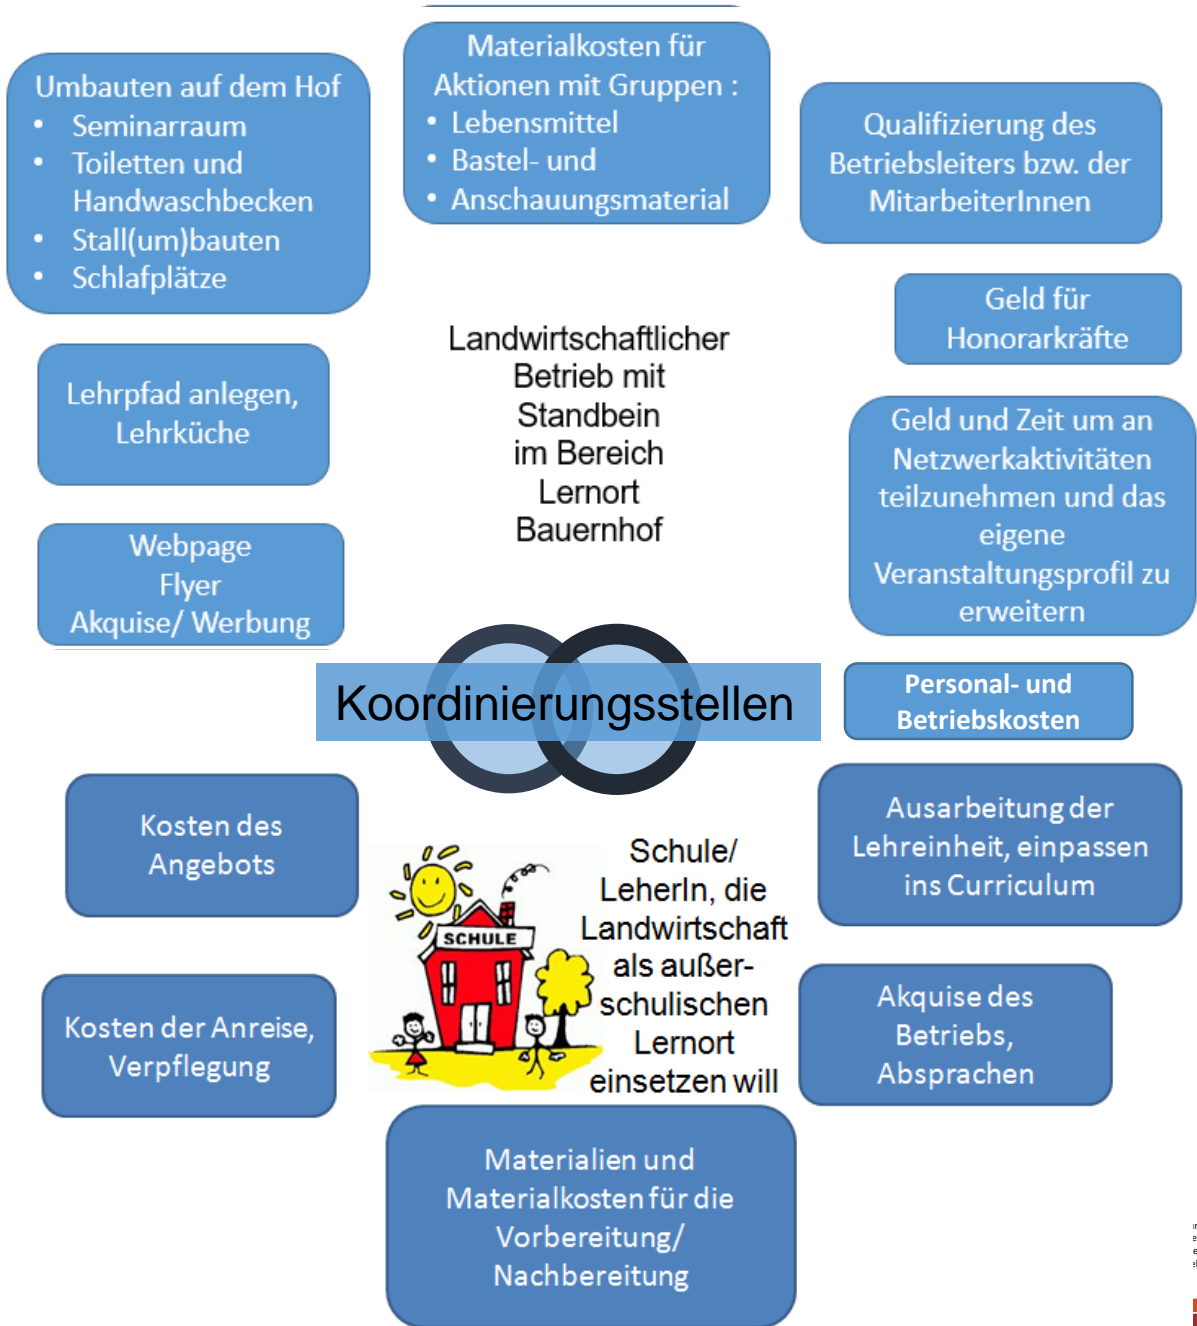 Umbauten auf dem Hof
• Seminarraum
• Toiletten und
Handwaschbecken
• Stall(um)bauten
• Schlafplätze
Materialkosten für
Aktionen mit Gruppen :
• Lebensmittel
• Bastel- und
• Anschauungsmaterial
Qualifizierung des
Betriebsleiters bzw. der
MitarbeiterInnen
Geld für
Honorarkräfte
Lehrpfad anlegen,
Lehrküche
Landwirtschaftlicher
Betrieb mit
Standbein
im Bereich
Lernort
Bauernhof
Geld und Zeit um an
Netzwerkaktivitäten
teilzunehmen und das
eigene
Veranstaltungsprofil zu
erweitern
Webpage
Flyer
Akquise/ Werbung
Koordinierungsstellen
Personal- und
Betriebskosten
Kosten des
Angebots
SCHULE
Schule/
LeherIn, die
Landwirtschaft
als außer-
schulischen
Lernort
einsetzen will
Ausarbeitung der
Lehreinheit, einpassen
ins Curriculum
Kosten der Anreise,
Verpflegung
Akquise des
Betriebs,
Absprachen
Materialien und
Materialkosten für die
Vorbereitung/
Nachbereitung